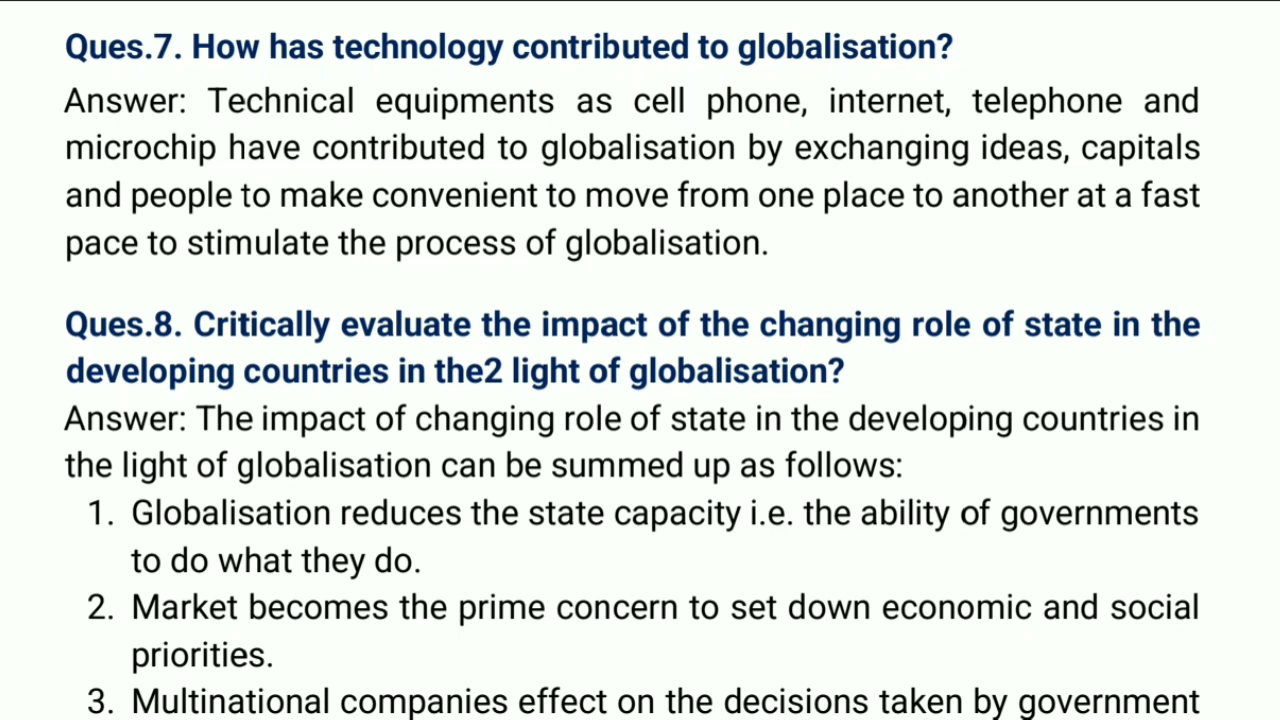 Ques.7. How has technology contributed to globalisation?
Answer: Technical equipments as cell phone, internet, telephone and
microchip have contributed to globalisation by exchanging ideas, capitals
and people to make convenient to move from one place to another at a fast
pace to stimulate the process of globalisation.
Ques.8. Critically evaluate the impact of the changing role of state in the
developing countries in the2 light of globalisation?
Answer: The impact of changing role of state in the developing countries in
the light of globalisation can be summed up as follows:
1. Globalisation reduces the state capacity i.e. the ability of governments
to do what they do.
2. Market becomes the prime concern to set down economic and social
priorities.
3. Multinational companies effect on the decisions taken by government